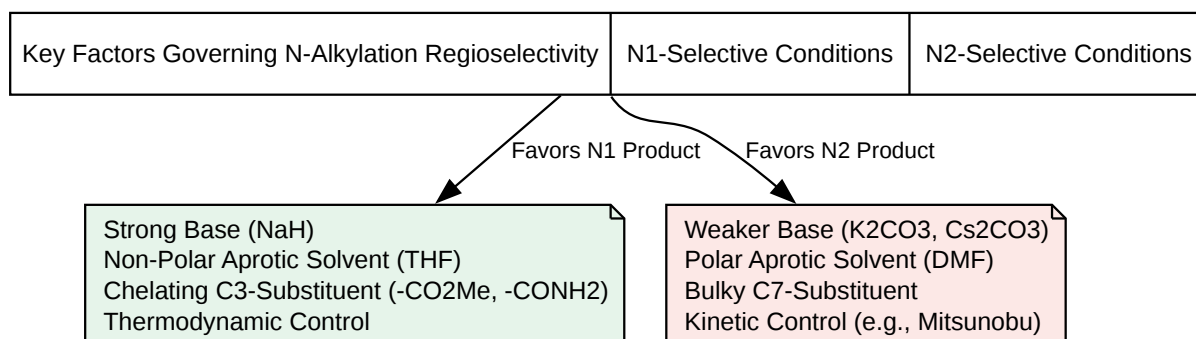 Key Factors Governing N-Alkylation Regioselectivity
N1-Selective Conditions
N2-Selective Conditions
Favors N1 Product
Favors N2 Product
Strong Base (NaH)
Non-Polar Aprotic Solvent (THF)
Chelating C3-Substituent (-CO2Me, -CONH2)
Thermodynamic Control
Weaker Base (K2CO3, Cs2CO3)
Polar Aprotic Solvent (DMF)
Bulky C7-Substituent
Kinetic Control (e.g., Mitsunobu)